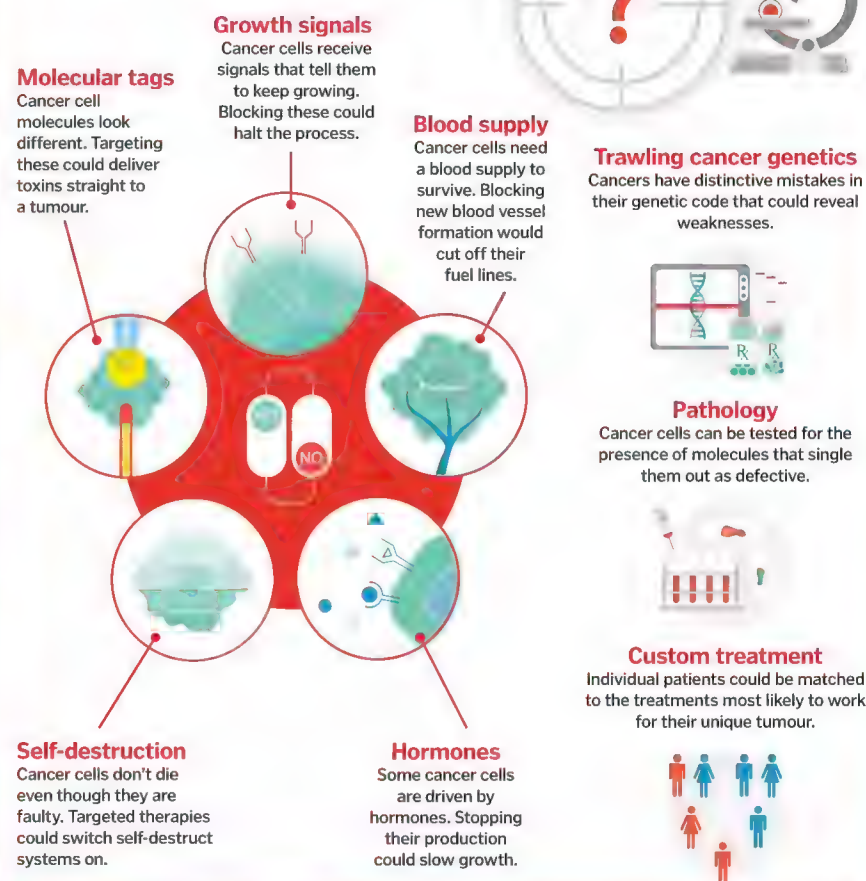 Growth signals
Cancer cells receive
signals that tell them
to keep growing.
Blocking these could
halt the process.
Molecular tags
Cancer cell
molecules look
different. Targeting
these could deliver
toxins straight to
a tumour.
Blood supply
Cancer cells need
a blood supply to
survive. Blocking
new blood vessel
formation would
cut off their
fuel lines.
NO
Self-destruction
Cancer cells don't die
even though they are
faulty. Targeted therapies
could switch self-destruct
systems on.
Hormones
Some cancer cells
are driven by
hormones. Stopping
their production
could slow growth.
?
Trawling cancer genetics
Cancers have distinctive mistakes in
their genetic code that could reveal
weaknesses.
℞ ℞
Pathology
Cancer cells can be tested for the
presence of molecules that single
them out as defective.
Custom treatment
Individual patients could be matched
to the treatments most likely to work
for their unique tumour.